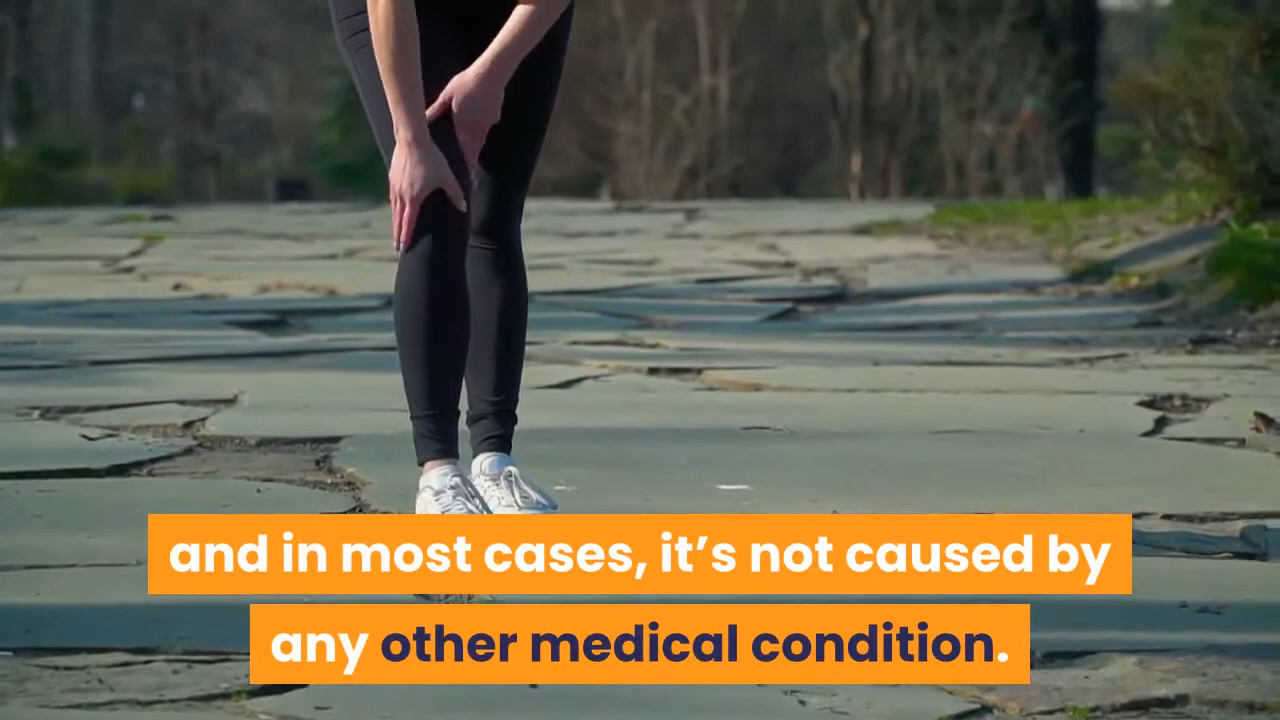 and in most cases, it’s not caused by
any other medical condition.